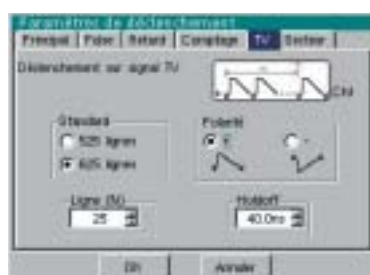 Paramètres de déclenchement
Principal Pulse Retard Comptage TV Secteur
Déclenchement sur signal TV
Ch1
Standard
525 lignes
625 lignes
Polarité
+
-
Ligne (N)
25
Holdoff
40.0ns
OK
Annuler